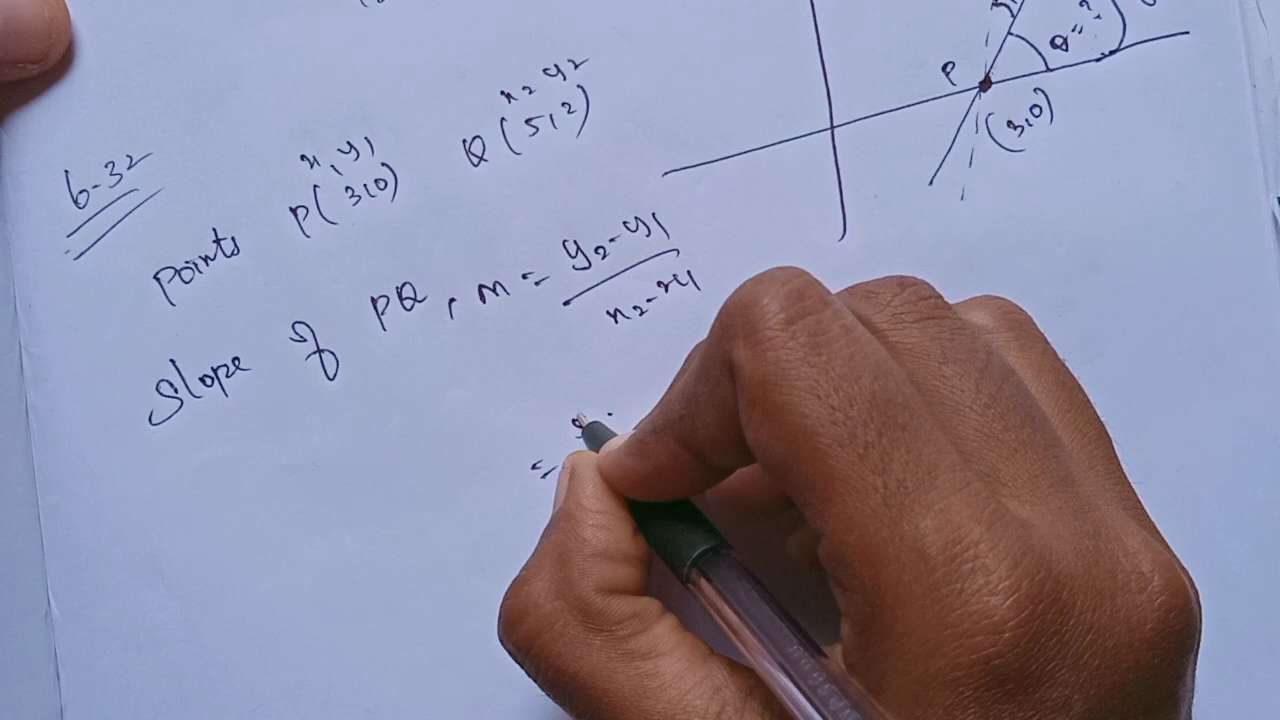 6.32
x₁ y₁ x₂ y₂
Points P(3,0) Q(5,2)
Slope of PQ, m = y₂-y₁ / x₂-x₁
=
P
θ=?
(3,0)